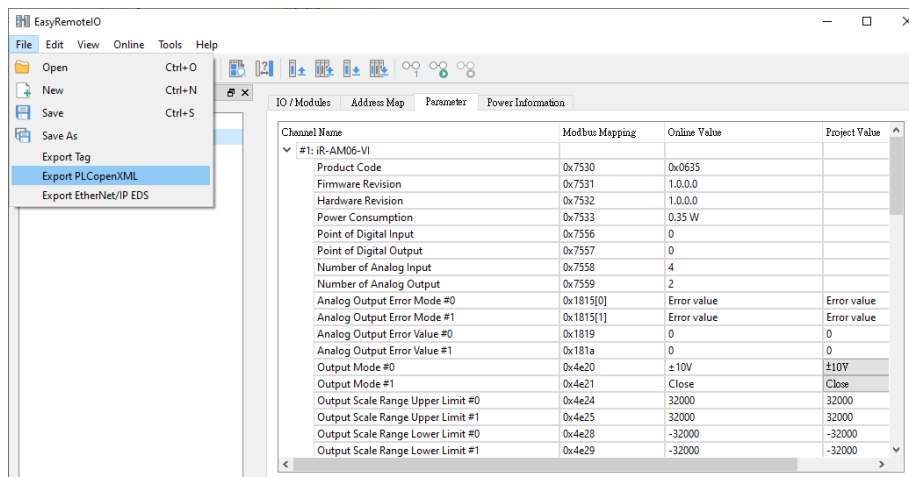 EasyRemoteIO
File Edit View Online Tools Help
Open Ctrl+O
New Ctrl+N
Save Ctrl+S
Save As
Export Tag
Export PLCopenXML
Export EtherNet/IP EDS
IO / Modules Address Map Parameter Power Information
Channel Name Modbus Mapping Online Value Project Value
#1: iR-AM06-VI
Product Code 0x7530 0x0635
Firmware Revision 0x7531 1.0.0.0
Hardware Revision 0x7532 1.0.0.0
Power Consumption 0x7533 0.35 W
Point of Digital Input 0x7556 0
Point of Digital Output 0x7557 0
Number of Analog Input 0x7558 4
Number of Analog Output 0x7559 2
Analog Output Error Mode #0 0x1815[0] Error value Error value
Analog Output Error Mode #1 0x1815[1] Error value Error value
Analog Output Error Value #0 0x1819 0 0
Analog Output Error Value #1 0x181a 0 0
Output Mode #0 0x4e20 ±10V ±10V
Output Mode #1 0x4e21 Close Close
Output Scale Range Upper Limit #0 0x4e24 32000 32000
Output Scale Range Upper Limit #1 0x4e25 32000 32000
Output Scale Range Lower Limit #0 0x4e28 -32000 -32000
Output Scale Range Lower Limit #1 0x4e29 -32000 -32000